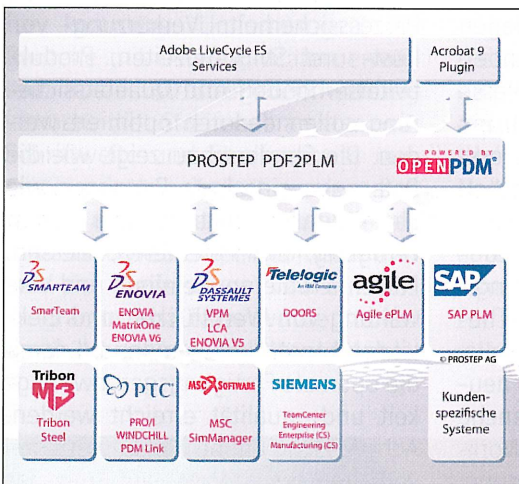 Adobe LiveCycle ES
Services
Acrobat 9
Plugin
PROSTEP PDF2PLM
POWERED BY
OPENPDM®
SMARTEAM
SmarTeam
ENOVIA
ENOVIA
MatrixOne
ENOVIA V6
DASSAULT
SYSTEMES
VPM
LCA
ENOVIA V5
Telelogic
An IBM Company
DOORS
agile
Agile ePLM
SAP
SAP PLM
© PROSTEP AG
Tribon
M3
Tribon
Steel
PTC
PRO/I
WINDCHILL
PDM Link
MSC SOFTWARE
MSC
SimManager
SIEMENS
TeamCenter
Engineering
Enterprise (CS)
Manufacturing (CS)
Kunden-
spezifische
Systeme